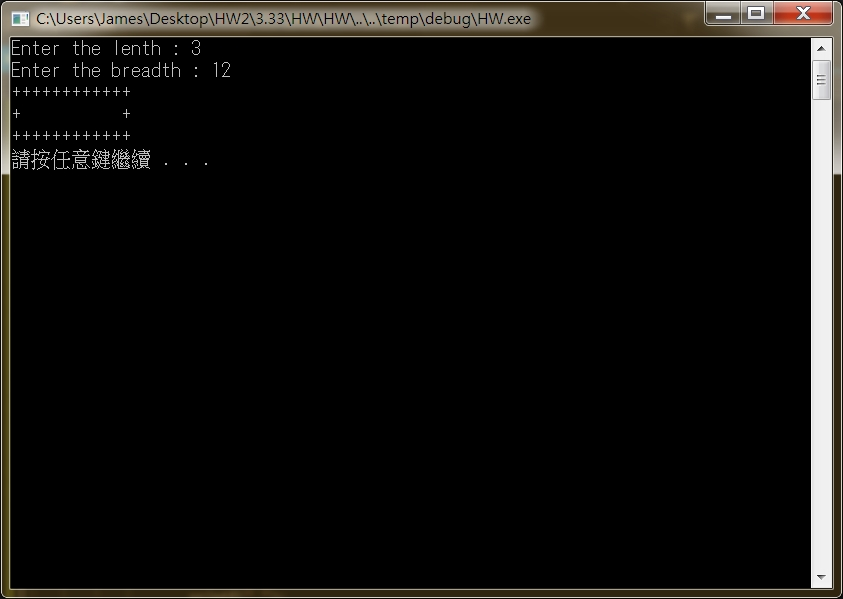 C:\Users\James\Desktop\HW2\3.33\HW\HW\..\..\temp\debug\HW.exe
Enter the lenth : 3
Enter the breadth : 12
++++++++++++
+          +
++++++++++++
請按任意鍵繼續 . . .